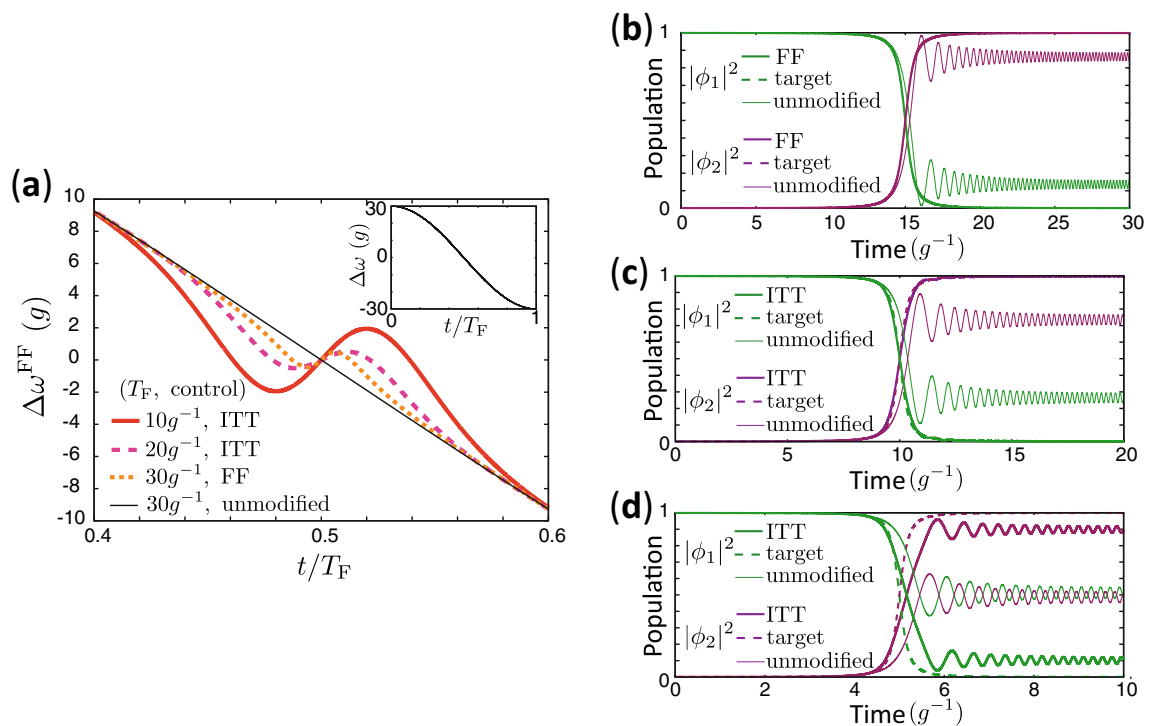 (a)
10
8
6
4
2
0
-2
-4
-6
-8
-10
Δω^FF (g)
0.4
0.5
0.6
t/T_F
(T_F, control)
10g⁻¹, ITT
20g⁻¹, ITT
30g⁻¹, FF
30g⁻¹, unmodified
30
0
-30
Δω (g)
0
1
t/T_F
(b)
1
0
Population
|ϕ₁|²
FF
target
unmodified
|ϕ₂|²
FF
target
unmodified
0
5
10
15
20
25
30
Time (g⁻¹)
(c)
1
0
Population
|ϕ₁|²
ITT
target
unmodified
|ϕ₂|²
ITT
target
unmodified
0
5
10
15
20
Time (g⁻¹)
(d)
1
0
Population
|ϕ₁|²
ITT
target
unmodified
|ϕ₂|²
ITT
target
unmodified
0
2
4
6
8
10
Time (g⁻¹)